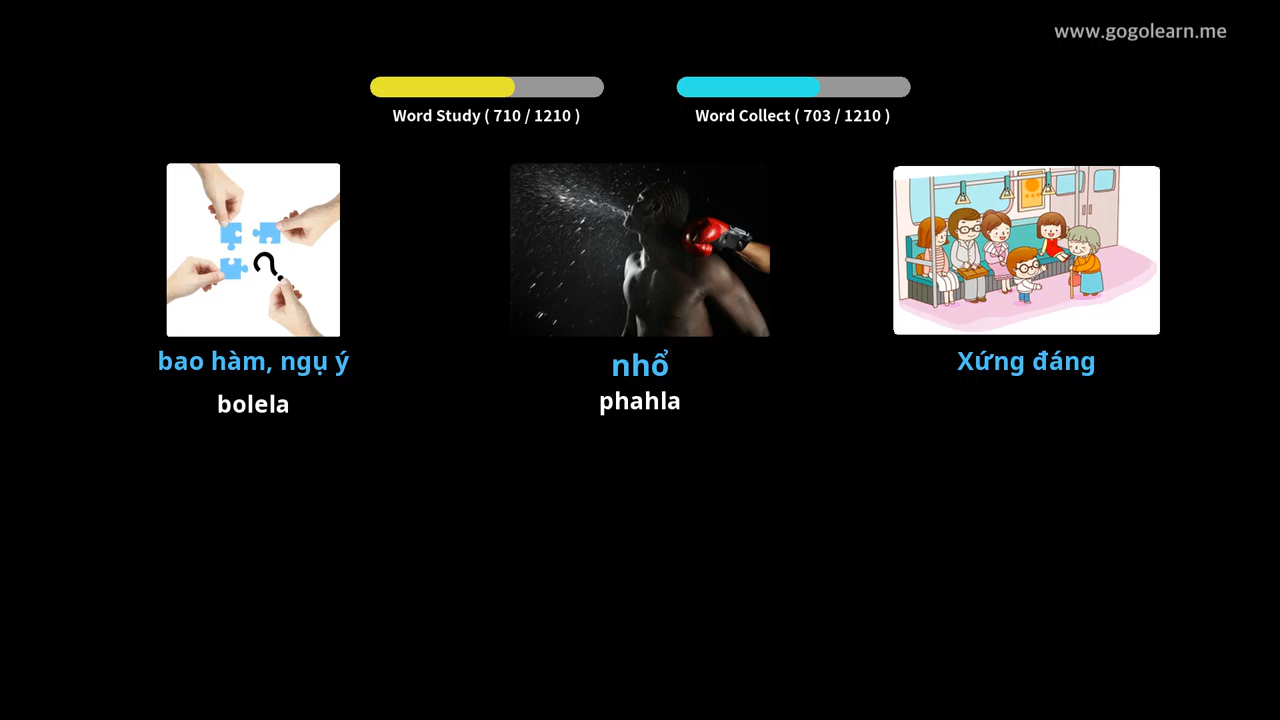 www.gogolearn.me
Word Study ( 710 / 1210 )
Word Collect ( 703 / 1210 )
bao hàm, ngụ ý
bolela
nhổ
phahla
Xứng đáng